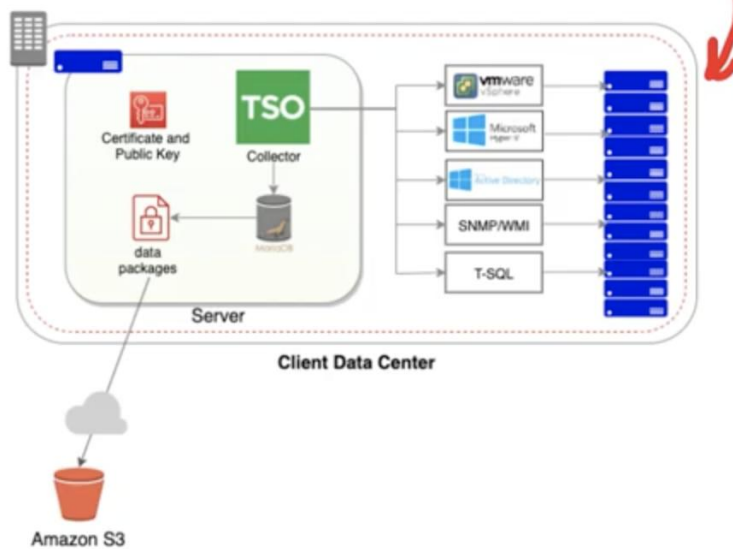 vmware
vSphere
TSO
Certificate and
Public Key
Collector
Microsoft
Hyper-V
Active Directory
MariaDB
SNMP/WMI
data
packages
T-SQL
Server
Client Data Center
Amazon S3